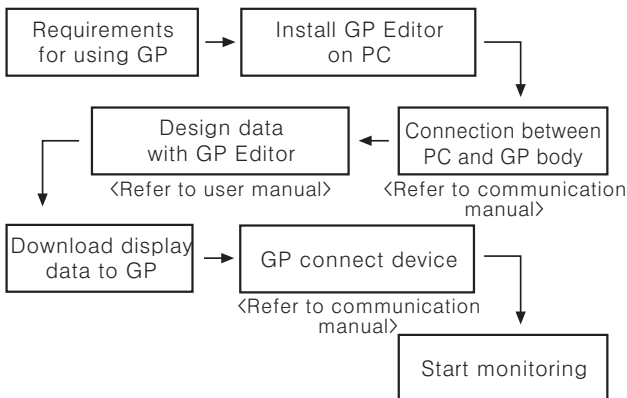 Requirements
for using GP
Install GP Editor
on PC
Connection between
PC and GP body
<Refer to communication
manual>
Design data
with GP Editor
<Refer to user manual>
Download display
data to GP
GP connect device
<Refer to communication
manual>
Start monitoring